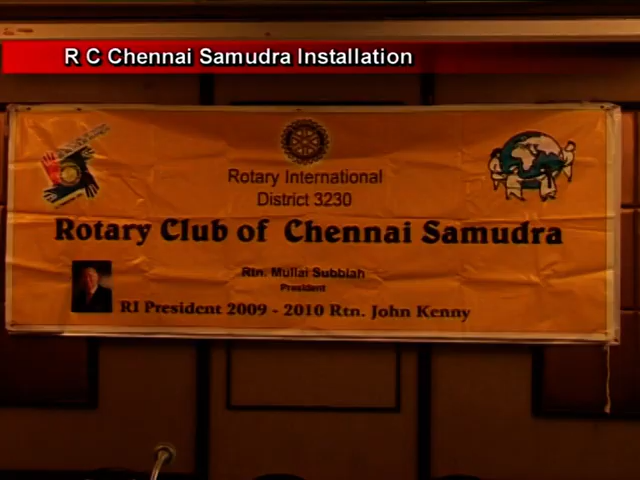 R C Chennai Samudra Installation
Rotary International
District 3230
Rotary Club of Chennai Samudra
Rtn. Mullai Subbiah
President
RI President 2009 - 2010 Rtn. John Kenny